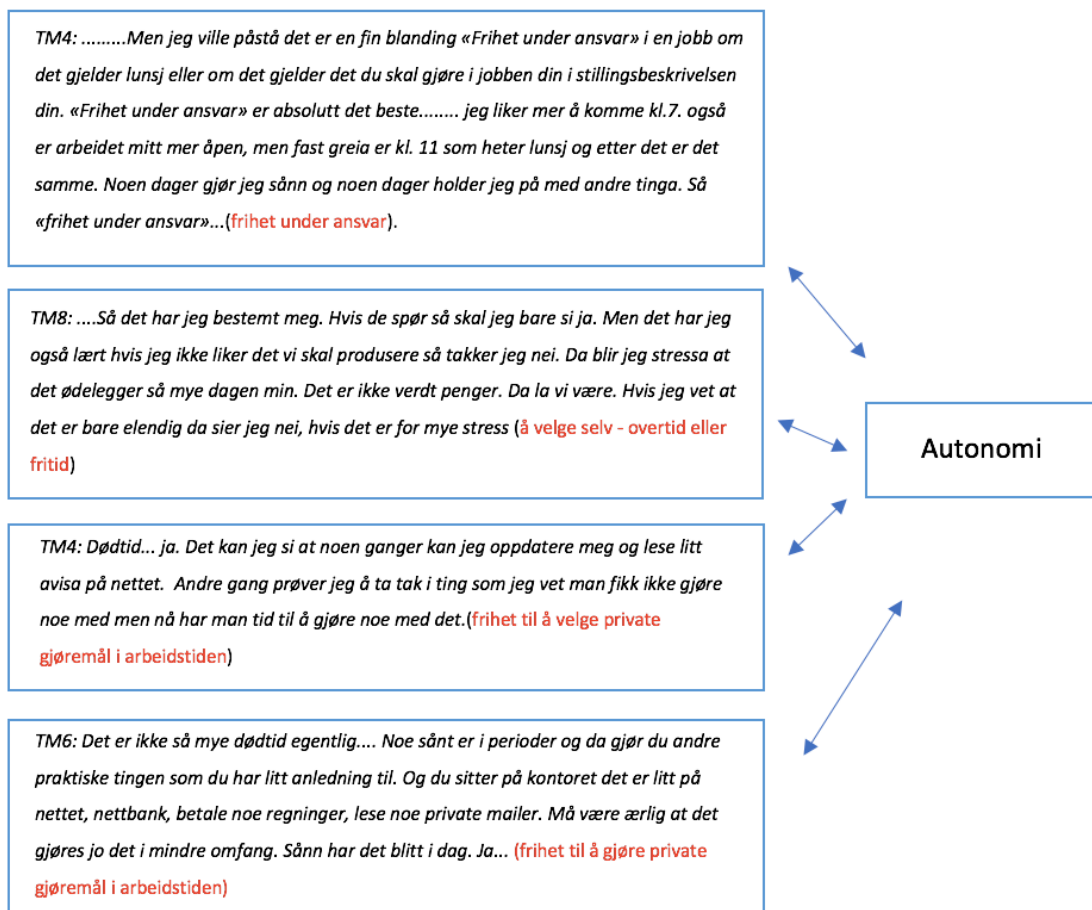 TM4: .........Men jeg ville påstå det er en fin blanding «Frihet under ansvar» i en jobb om
det gjelder lunsj eller om det gjelder det du skal gjøre i jobben din i stillingsbeskrivelsen
din. «Frihet under ansvar» er absolutt det beste........ jeg liker mer å komme kl.7. også
er arbeidet mitt mer åpen, men fast greia er kl. 11 som heter lunsj og etter det er det
samme. Noen dager gjør jeg sånn og noen dager holder jeg på med andre tinga. Så
«frihet under ansvar»...(frihet under ansvar).
TM8: ....Så det har jeg bestemt meg. Hvis de spør så skal jeg bare si ja. Men det har jeg
også lært hvis jeg ikke liker det vi skal produsere så takker jeg nei. Da blir jeg stressa at
det ødelegger så mye dagen min. Det er ikke verdt penger. Da la vi være. Hvis jeg vet at
det er bare elendig da sier jeg nei, hvis det er for mye stress (å velge selv - overtid eller
fritid)
Autonomi
TM4: Dødtid... ja. Det kan jeg si at noen ganger kan jeg oppdatere meg og lese litt
avisa på nettet.  Andre gang prøver jeg å ta tak i ting som jeg vet man fikk ikke gjøre
noe med men nå har man tid til å gjøre noe med det.(frihet til å velge private
gjøremål i arbeidstiden)
TM6: Det er ikke så mye dødtid egentlig.... Noe sånt er i perioder og da gjør du andre
praktiske tingen som du har litt anledning til. Og du sitter på kontoret det er litt på
nettet, nettbank, betale noe regninger, lese noe private mailer. Må være ærlig at det
gjøres jo det i mindre omfang. Sånn har det blitt i dag. Ja... (frihet til å gjøre private
gjøremål i arbeidstiden)